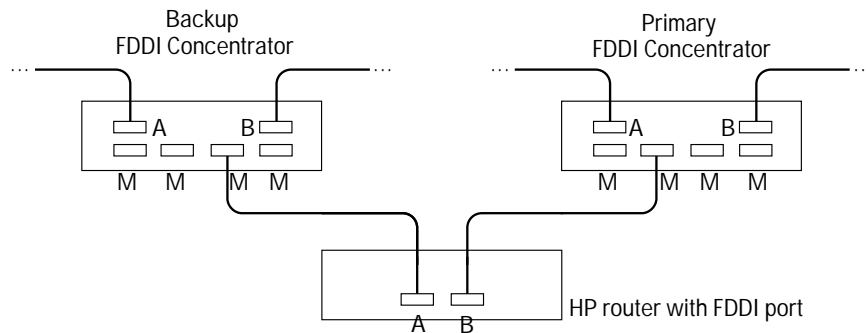 Backup
FDDI Concentrator
Primary
FDDI Concentrator
... ... ... ...
A B
A B
M M M M
M M M M
HP router with FDDI port
A B